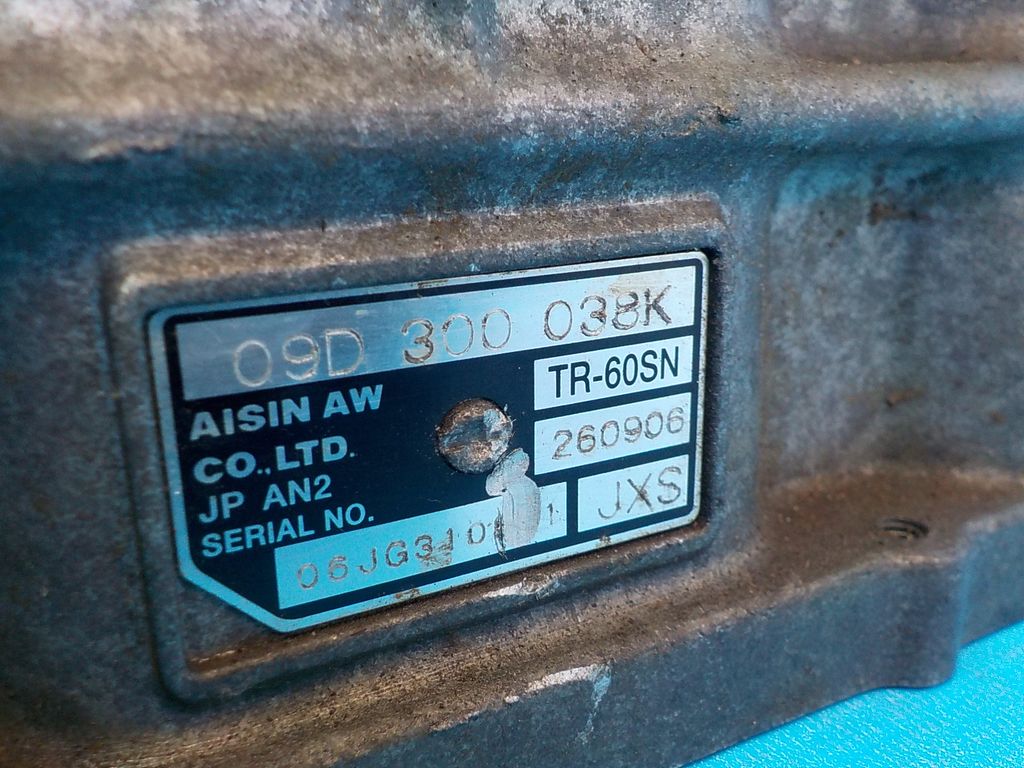 09D 300 038K
AISIN AW
CO., LTD.
JP AN2
SERIAL NO.
TR-60SN
260906
JXS